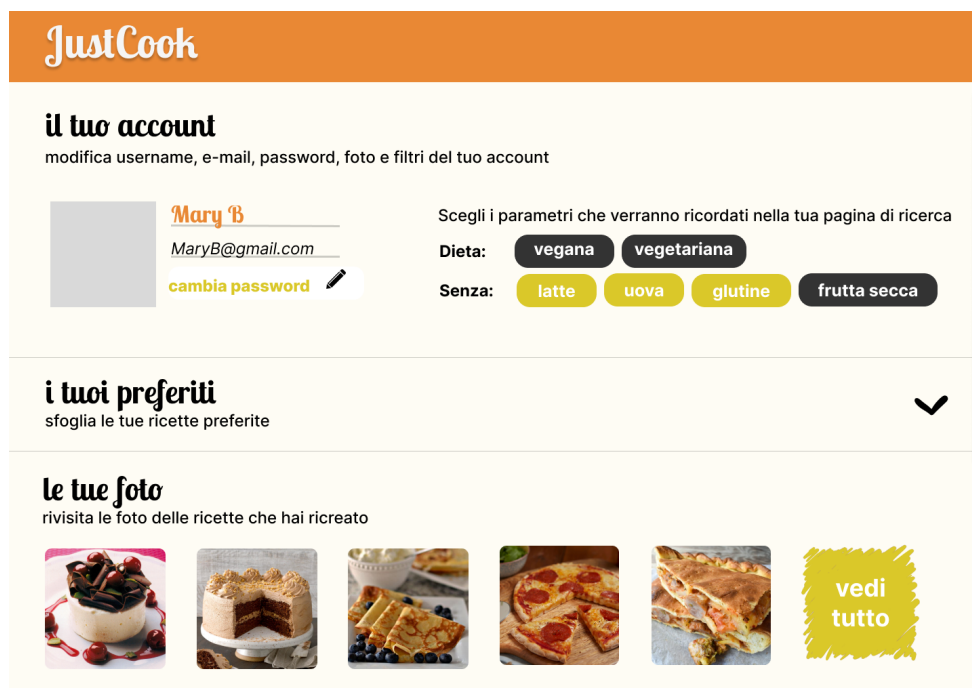 JustCook
il tuo account
modifica username, e-mail, password, foto e filtri del tuo account
Mary B
MaryB@gmail.com
cambia password
Scegli i parametri che verranno ricordati nella tua pagina di ricerca
Dieta: vegana vegetariana
Senza: latte uova glutine frutta secca
i tuoi preferiti
sfoglia le tue ricette preferite
le tue foto
rivisita le foto delle ricette che hai ricreato
vedi
tutto